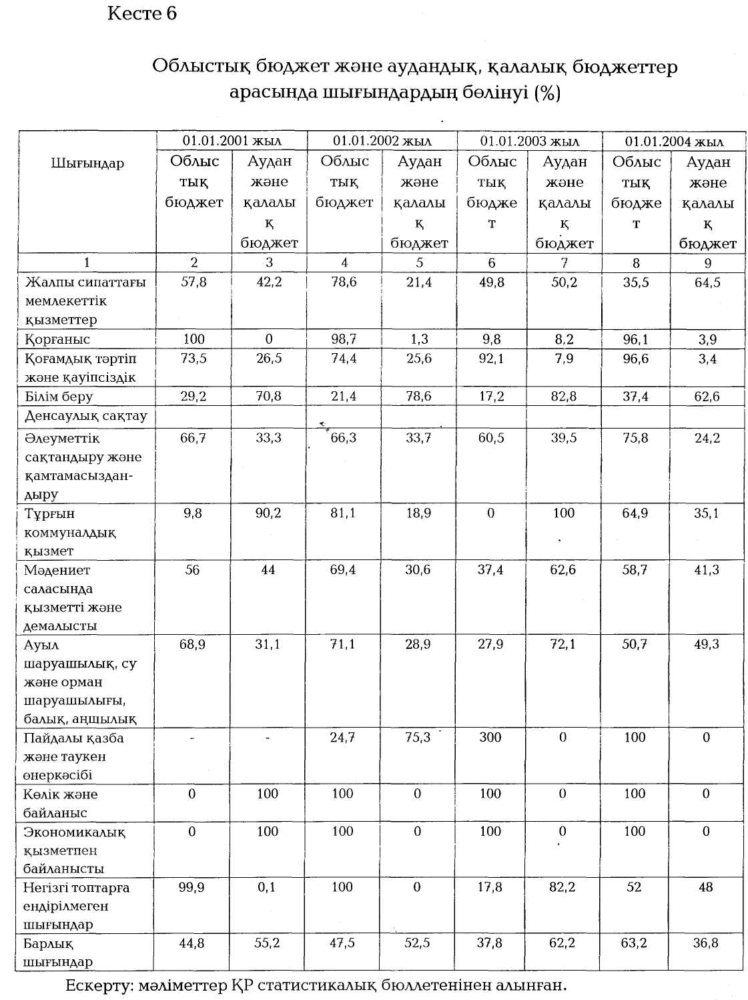 Кесте 6
Облыстық бюджет және аудандық, қалалық бюджеттер
арасында шығындардың бөлінуі (%)
Шығындар 01.01.2001 жыл 01.01.2002 жыл 01.01.2003 жыл 01.01.2004 жыл
Облыс Аудан Облыс Аудан Облыс Аудан Облыс Аудан
тық және тық және тық және тық және
бюджет қалалы бюджет қалалы бюдже қалалы бюдже қалалы
қ қ т қ т қ
бюджет бюджет бюджет бюджет
1 2 3 4 5 6 7 8 9
Жалпы сипаттағы 57,8 42,2 78,6 21,4 49,8 50,2 35,5 64,5
мемлекеттік
қызметтер
Қорғаныс 100 0 98,7 1,3 9,8 8,2 96,1 3,9
Қоғамдық тәртіп 73,5 26,5 74,4 25,6 92,1 7,9 96,6 3,4
және қауіпсіздік
Білім беру 29,2 70,8 21,4 78,6 17,2 82,8 37,4 62,6
Денсаулық сақтау
Әлеуметтік 66,7 33,3 66,3 33,7 60,5 39,5 75,8 24,2
сақтандыру және
қамтамасыздан-
дыру
Тұрғын 9,8 90,2 81,1 18,9 0 100 64,9 35,1
коммуналдық
қызмет
Мәдениет 56 44 69,4 30,6 37,4 62,6 58,7 41,3
саласында
қызметті және
демалысты
Ауыл 68,9 31,1 71,1 28,9 27,9 72,1 50,7 49,3
шаруашылық, су
және орман
шаруашылығы,
балық, аңшылық
Пайдалы қазба - - 24,7 75,3 300 0 100 0
және таукен
өнеркәсібі
Көлік және 0 100 100 0 100 0 100 0
байланыс
Экономикалық 0 100 100 0 100 0 100 0
қызметпен
байланысты
Негізгі топтарға 99,9 0,1 100 0 17,8 82,2 52 48
ендірілмеген
шығындар
Барлық 44,8 55,2 47,5 52,5 37,8 62,2 63,2 36,8
шығындар
Ескерту: мәліметтер ҚР статистикалық бюллетенінен алынған.